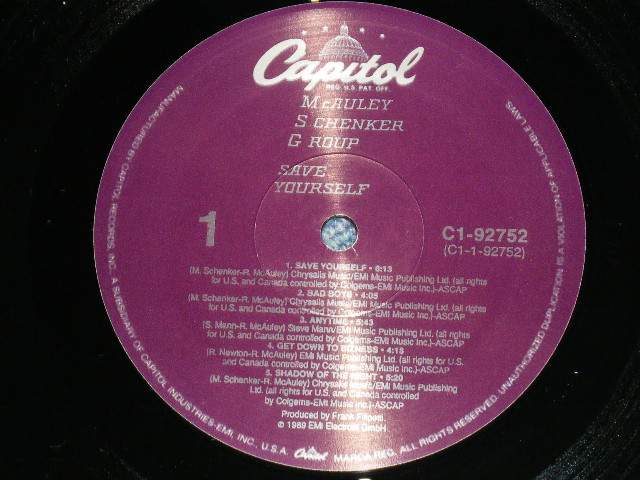 Capitol
REG. U.S. PAT. OFF.
McAULEY
SCHENKER
GROUP
SAVE
YOURSELF
1
C1-92752
(C1-1-92752)
1. SAVE YOURSELF • 6:13
(M. Schenker-R. McAuley) Chrysalis Music/EMI Music Publishing Ltd. (all rights
for U.S. and Canada controlled by Colgems-EMI Music Inc.)-ASCAP
2. BAD BOYS • 4:05
(M. Schenker-R. McAuley) Chrysalis Music/EMI Music Publishing Ltd. (all rights
for U.S. and Canada controlled by Colgems-EMI Music Inc.)-ASCAP
3. ANYTIME • 5:43
(S. Mann-R. McAuley) Steve Mann/EMI Music Publishing Ltd. (all rights for
U.S. and Canada controlled by Colgems-EMI Music Inc.)-ASCAP
4. GET DOWN TO BIZNESS • 4:18
(R. Newton-R. McAuley) EMI Music Publishing Ltd. (all rights for U.S.
and Canada controlled by Colgems-EMI Music Inc.)-ASCAP
5. SHADOW OF THE NIGHT • 5:20
(M. Schenker-R. McAuley) Chrysalis Music/EMI Music Publishing
Ltd. (all rights for U.S. and Canada controlled
by Colgems-EMI Music Inc.)-ASCAP
Produced by Frank Filipetti
© 1989 EMI Electrola GmbH.
MANUFACTURED BY CAPITOL RECORDS, INC., A SUBSIDIARY OF CAPITOL INDUSTRIES-EMI, INC., U.S.A. Capitol MARCA REG. ALL RIGHTS RESERVED. UNAUTHORIZED DUPLICATION IS A VIOLATION OF APPLICABLE LAWS.